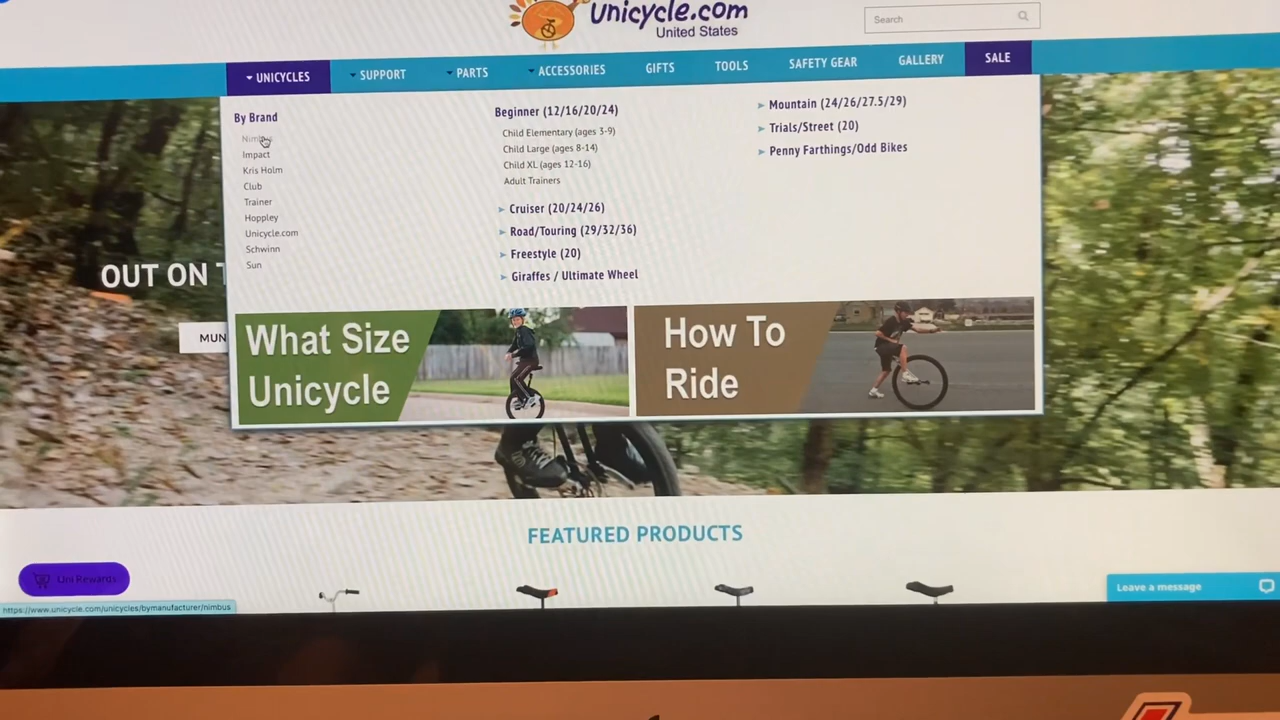 unicycle.com
United States
Search
UNICYCLES
SUPPORT
PARTS
ACCESSORIES
GIFTS
TOOLS
SAFETY GEAR
GALLERY
SALE
By Brand
Nimbus
Impact
Kris Holm
Club
Trainer
Hoppley
Unicycle.com
Schwinn
Sun
Beginner (12/16/20/24)
Child Elementary (ages 3-9)
Child Large (ages 8-14)
Child XL (ages 12-16)
Adult Trainers
Cruiser (20/24/26)
Road/Touring (29/32/36)
Freestyle (20)
Giraffes / Ultimate Wheel
Mountain (24/26/27.5/29)
Trials/Street (20)
Penny Farthings/Odd Bikes
OUT ON T
MUN
What Size
Unicycle
How To
Ride
FEATURED PRODUCTS
Uni Rewards
Leave a message
https://www.unicycle.com/unicycles/bymanufacturer/nimbus